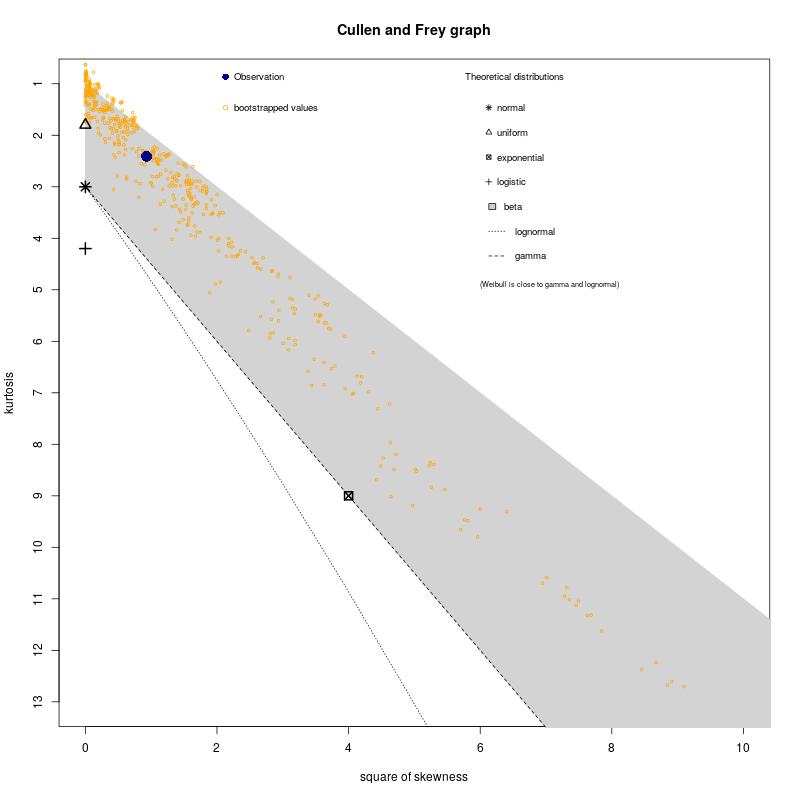 Cullen and Frey graph
Observation
bootstrapped values
Theoretical distributions
normal
uniform
exponential
logistic
beta
lognormal
gamma
(Weibull is close to gamma and lognormal)
kurtosis
1
2
3
4
5
6
7
8
9
10
11
12
13
0 2 4 6 8 10
square of skewness